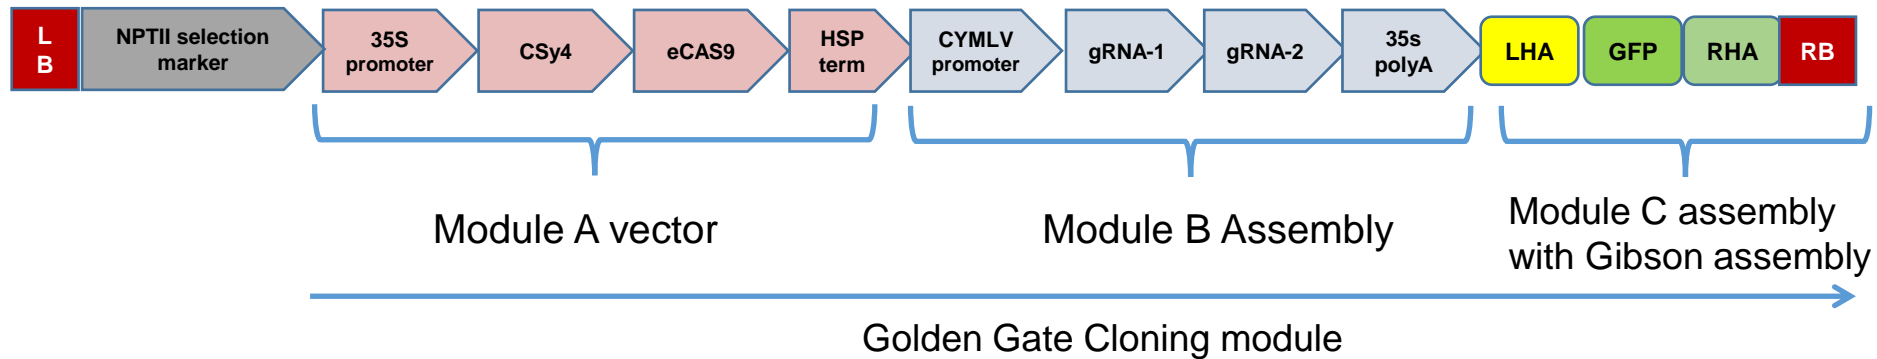 L
B
NPTII selection
marker
35S
promoter
CSy4
eCAS9
HSP
term
CYMLV
promoter
gRNA-1
gRNA-2
35s
polyA
LHA
GFP
RHA
RB
Module A vector
Module B Assembly
Module C assembly
with Gibson assembly
Golden Gate Cloning module